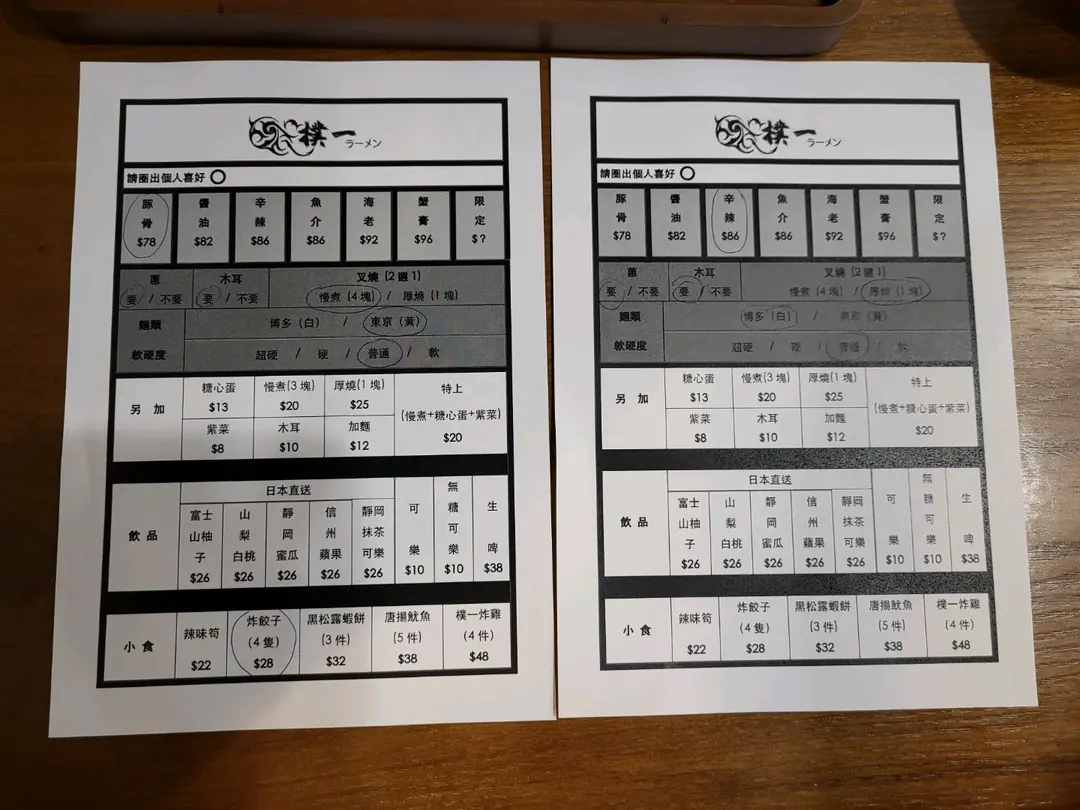 樸一 ラーメン
請圈出個人喜好 ○
豚骨 $78 醬油 $82 辛辣 $86 魚介 $86 海老 $92 蟹膏 $96 限定 $?
蔥 木耳 叉燒 (2 選 1)
要 / 不要 要 / 不要 慢煮 (4 塊) / 厚燒 (1 塊)
麵類 博多 (白) / 東京 (黃)
軟硬度 超硬 / 硬 / 普通 / 軟
另加
糖心蛋 $13 慢煮(3 塊) $20 厚燒(1 塊) $25 特上 (慢煮+糖心蛋+紫菜) $20
紫菜 $8 木耳 $10 加麵 $12
飲品
日本直送
富士山柚子 $26 山梨白桃 $26 靜岡蜜瓜 $26 信州蘋果 $26 靜岡抹茶可樂 $26 可樂 $10 無糖可樂 $10 生啤 $38
小食
辣味筍 $22 炸餃子 (4 隻) $28 黑松露蝦餅 (3 件) $32 唐揚魷魚 (5 件) $38 樸一炸雞 (4 件) $48
樸一 ラーメン
請圈出個人喜好 ○
豚骨 $78 醬油 $82 辛辣 $86 魚介 $86 海老 $92 蟹膏 $96 限定 $?
蔥 木耳 叉燒 (2 選 1)
要 / 不要 要 / 不要 慢煮 (4 塊) / 厚燒 (1 塊)
麵類 博多 (白) / 東京 (黃)
軟硬度 超硬 / 硬 / 普通 / 軟
另加
糖心蛋 $13 慢煮(3 塊) $20 厚燒(1 塊) $25 特上 (慢煮+糖心蛋+紫菜) $20
紫菜 $8 木耳 $10 加麵 $12
飲品
日本直送
富士山柚子 $26 山梨白桃 $26 靜岡蜜瓜 $26 信州蘋果 $26 靜岡抹茶可樂 $26 可樂 $10 無糖可樂 $10 生啤 $38
小食
辣味筍 $22 炸餃子 (4 隻) $28 黑松露蝦餅 (3 件) $32 唐揚魷魚 (5 件) $38 樸一炸雞 (4 件) $48